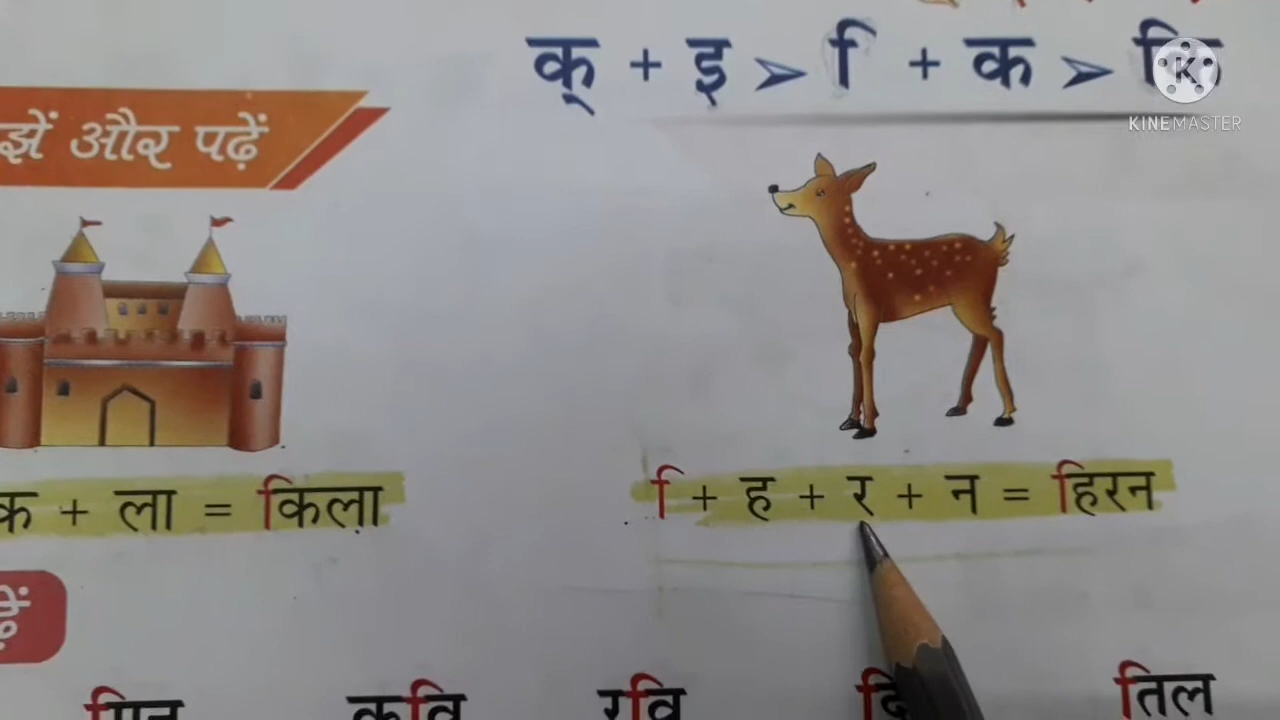 क् + इ > ि + क > कि
K
KINEMASTER
झें और पढ़ें
क + ला = किला
ि + ह + र + न = हिरन
कवि रवि तिल